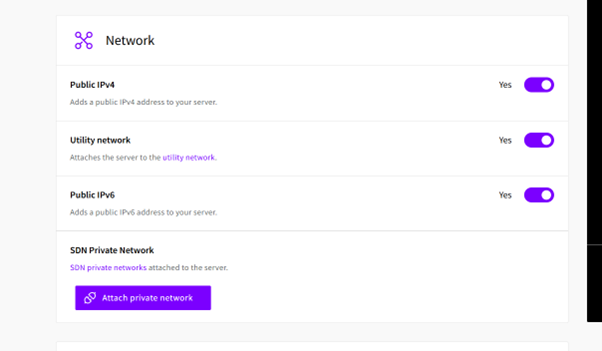 Network
Public IPv4
Yes
Adds a public IPv4 address to your server.
Utility network
Yes
Attaches the server to the utility network.
Public IPv6
Yes
Adds a public IPv6 address to your server.
SDN Private Network
SDN private networks attached to the server.
Attach private network